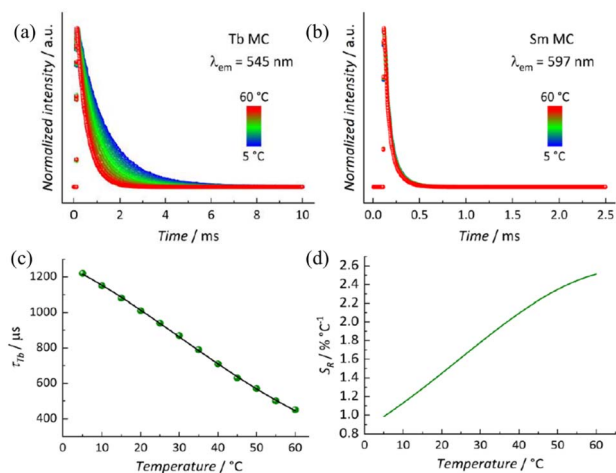 (a)
Tb MC
λem = 545 nm
60 °C
5 °C
Normalized intensity / a.u.
0 2 4 6 8 10
Time / ms
(b)
Sm MC
λem = 597 nm
60 °C
5 °C
Normalized intensity / a.u.
0.0 0.5 1.0 1.5 2.0 2.5
Time / ms
(c)
1200
1000
800
600
400
τTb / µs
0 10 20 30 40 50 60
Temperature / °C
(d)
2.6
2.4
2.2
2.0
1.8
1.6
1.4
1.2
1.0
0.8
SR / % °C⁻¹
0 10 20 30 40 50 60
Temperature / °C